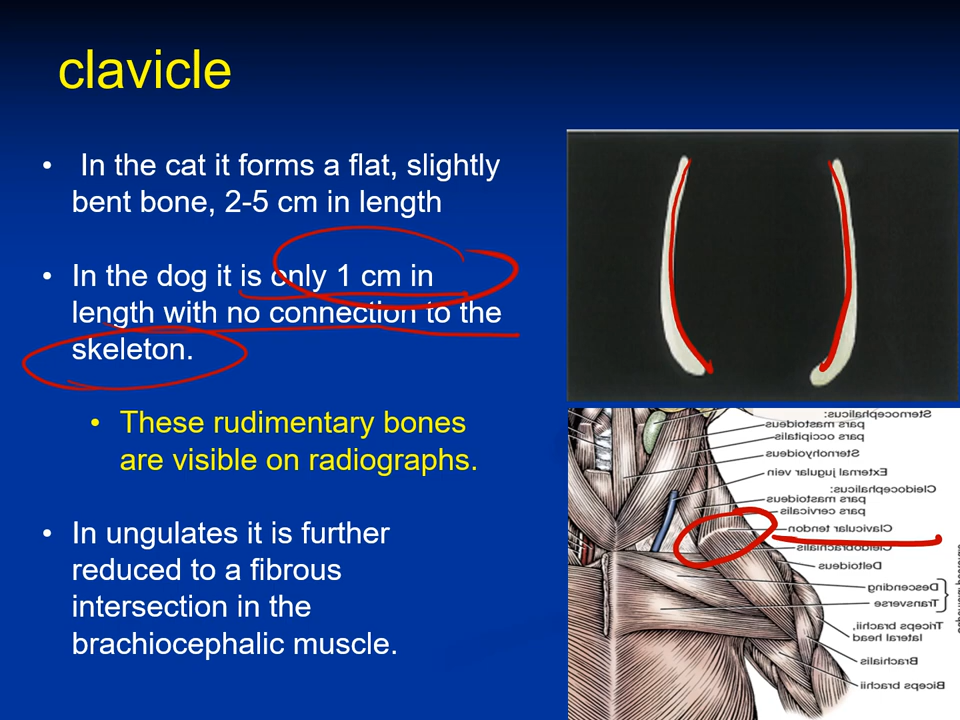 clavicle
• In the cat it forms a flat, slightly
bent bone, 2-5 cm in length
• In the dog it is only 1 cm in
length with no connection to the
skeleton.
• These rudimentary bones
are visible on radiographs.
• In ungulates it is further
reduced to a fibrous
intersection in the
brachiocephalic muscle.
Sternocephalicus:
pars mastoideus
pars occipitalis
Sternohyoideus
External jugular vein
Cleidocephalicus:
pars mastoideus
pars cervicalis
Clavicular tendon
Cleidobrachialis
Deltoideus
Descending
Transverse
Triceps brachii,
lateral head
Brachialis
Biceps brachii